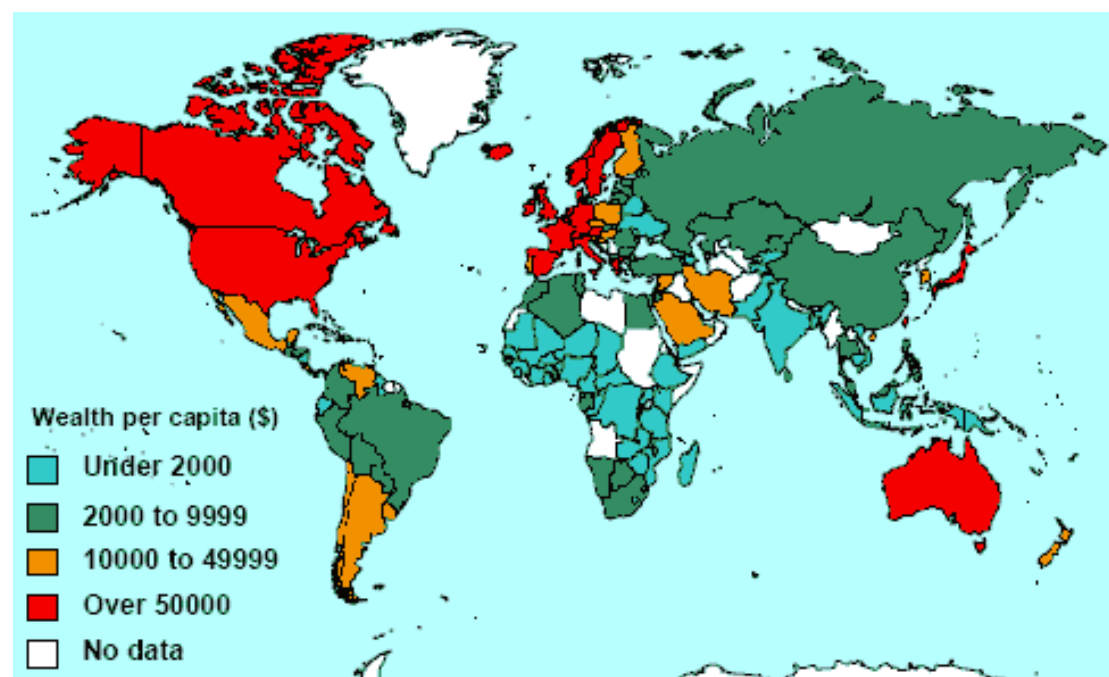 Wealth per capita ($)
Under 2000
2000 to 9999
10000 to 49999
Over 50000
No data